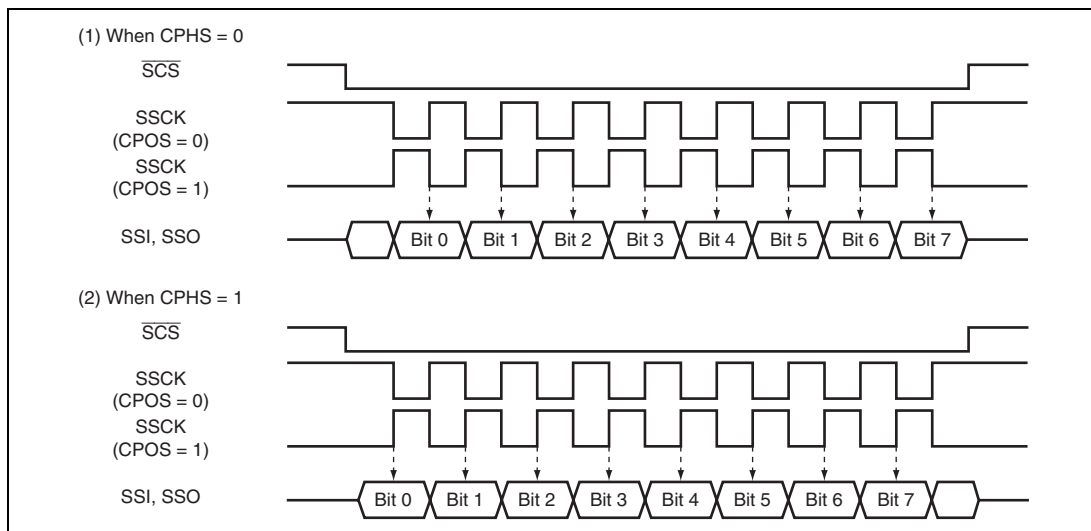 (1) When CPHS = 0
SCS
SSCK
(CPOS = 0)
SSCK
(CPOS = 1)
SSI, SSO
Bit 0 Bit 1 Bit 2 Bit 3 Bit 4 Bit 5 Bit 6 Bit 7
(2) When CPHS = 1
SCS
SSCK
(CPOS = 0)
SSCK
(CPOS = 1)
SSI, SSO
Bit 0 Bit 1 Bit 2 Bit 3 Bit 4 Bit 5 Bit 6 Bit 7